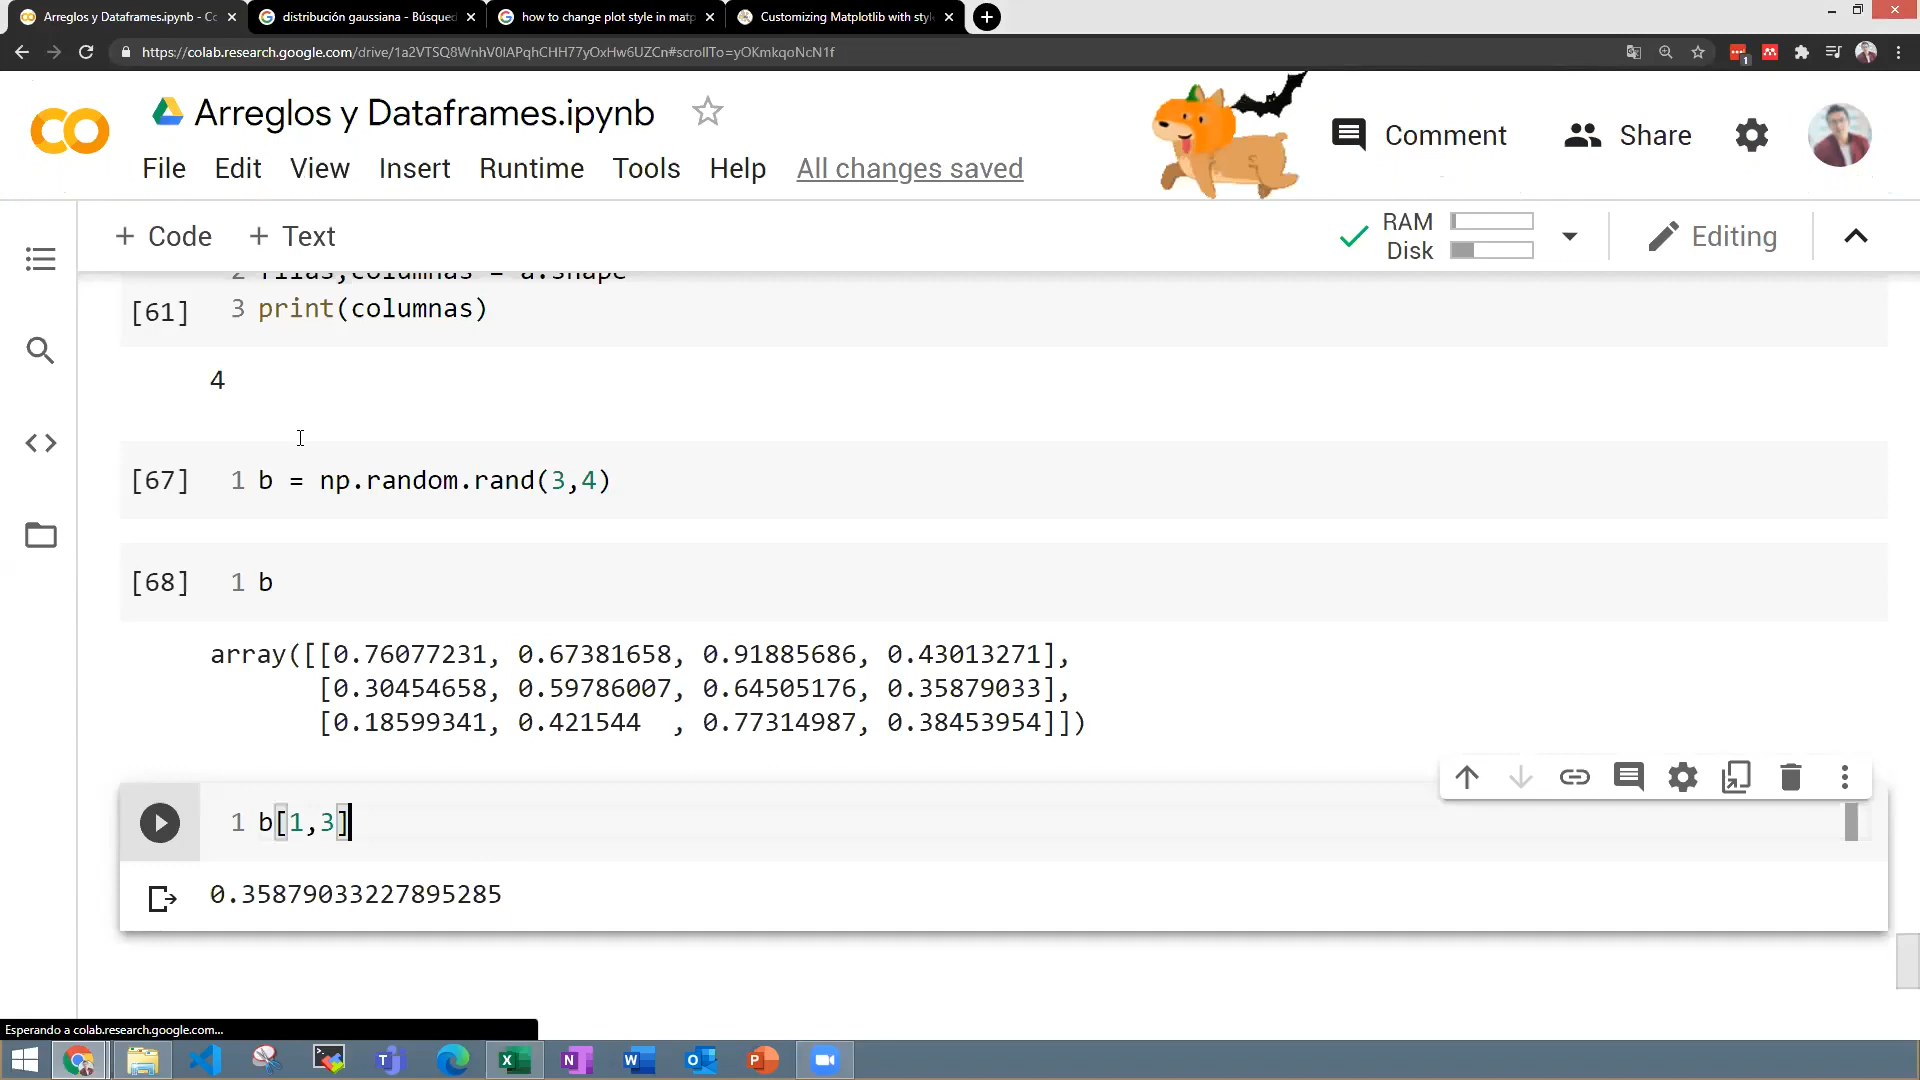 Arreglos y Dataframes.ipynb - Co
distribución gaussiana - Búsqued
how to change plot style in matp
Customizing Matplotlib with styl
https://colab.research.google.com/drive/1a2VTSQ8WnhV0lAPqhCHH77yOxHw6UZCn#scrollTo=yOKmkqoNcN1f
Arreglos y Dataframes.ipynb
Comment
Share
File Edit View Insert Runtime Tools Help All changes saved
+ Code + Text
RAM
Disk
Editing
2 filas,columnas = a.shape
[61] 3 print(columnas)
4
[67] 1 b = np.random.rand(3,4)
[68] 1 b
array([[0.76077231, 0.67381658, 0.91885686, 0.43013271],
[0.30454658, 0.59786007, 0.64505176, 0.35879033],
[0.18599341, 0.421544  , 0.77314987, 0.38453954]])
1 b[1,3]
0.35879033227895285
Esperando a colab.research.google.com...